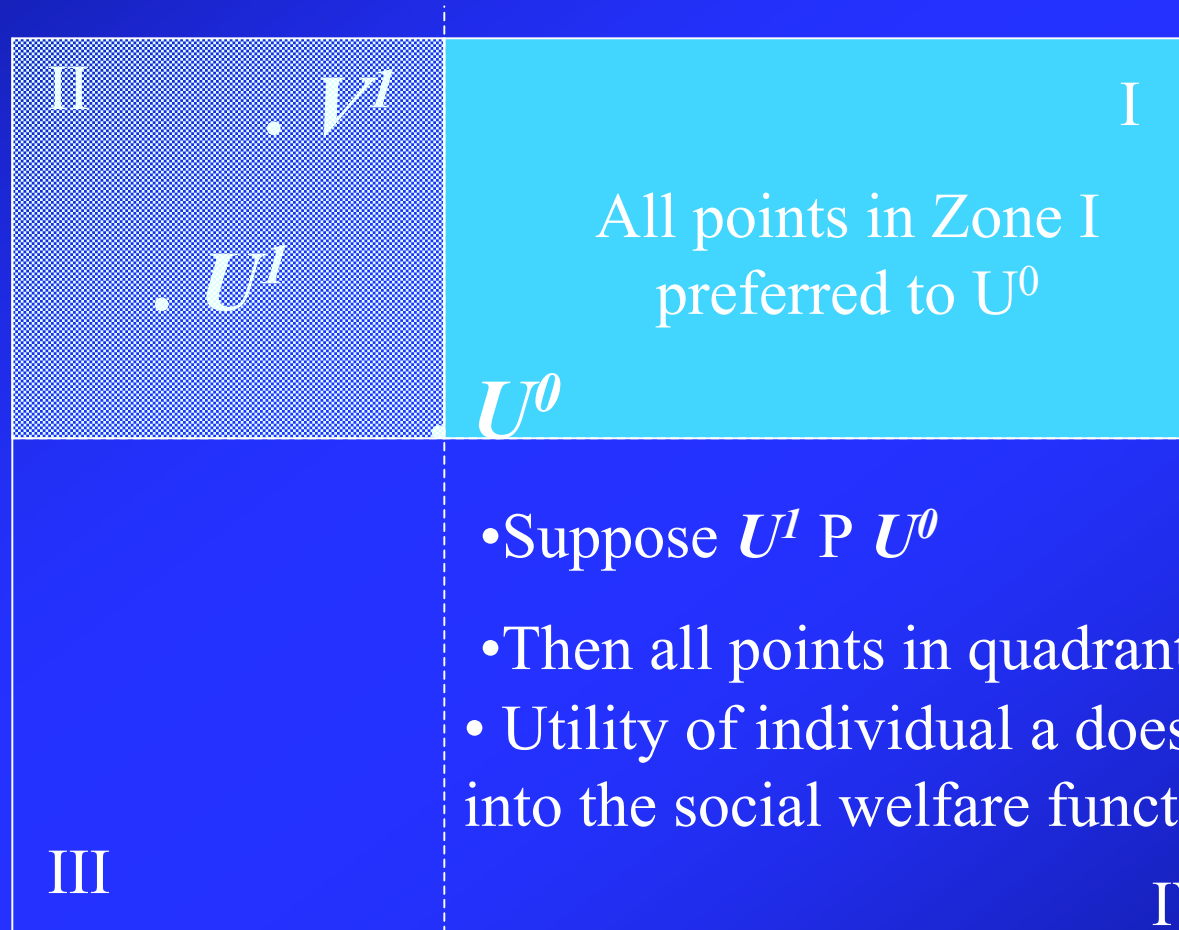 II
V¹
I
U¹
All points in Zone I
preferred to U⁰
U⁰
•Suppose U¹ P U⁰
•Then all points in quadrant
• Utility of individual a does
into the social welfare funct
III